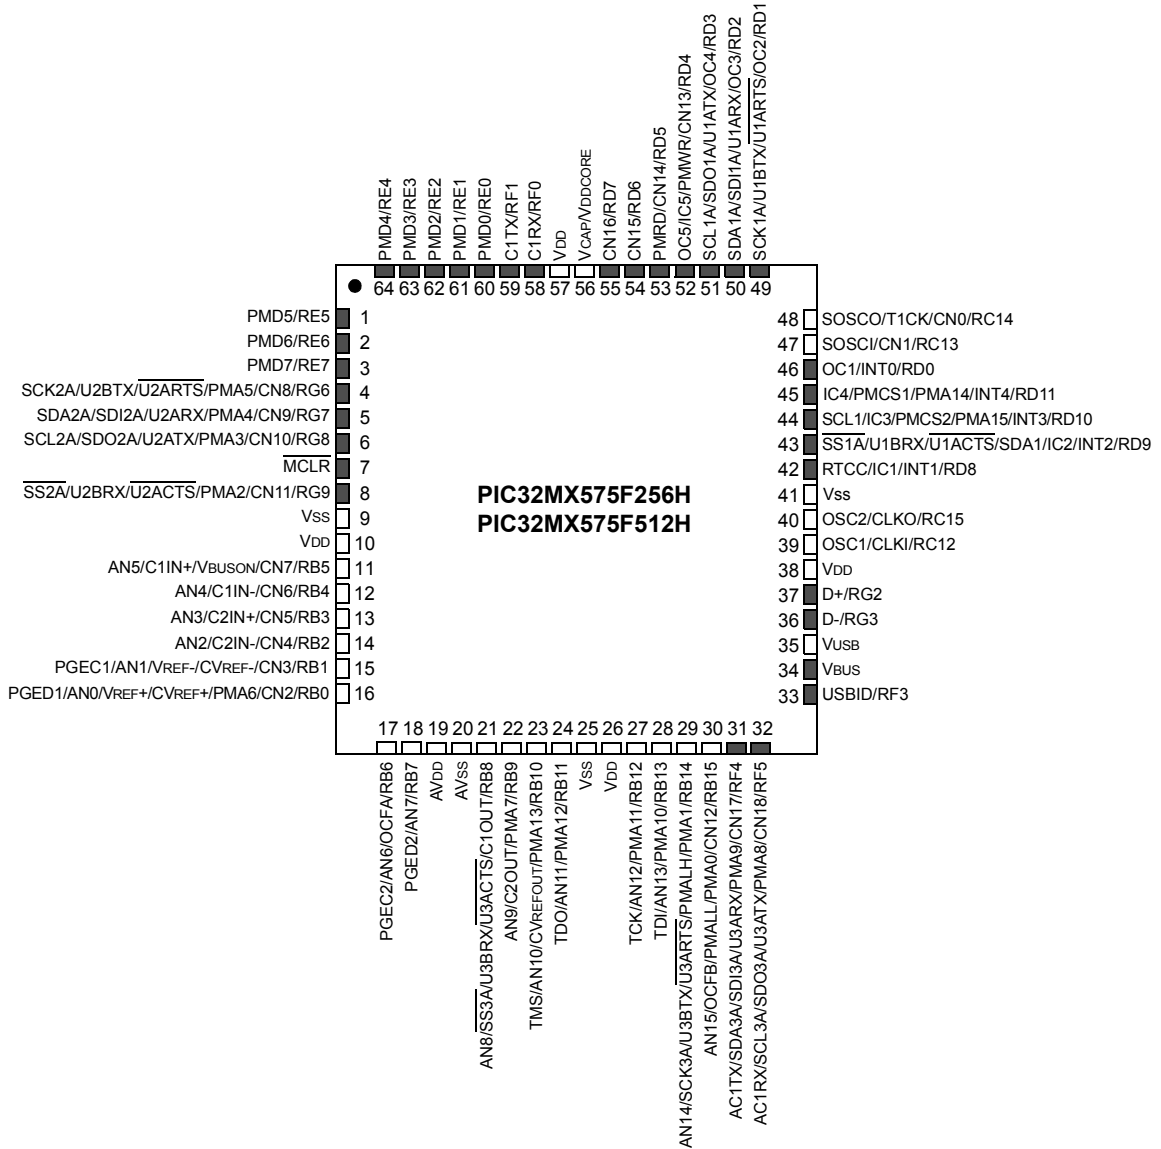 PMD4/RE4
PMD3/RE3
PMD2/RE2
PMD1/RE1
PMD0/RE0
C1TX/RF1
C1RX/RF0
VDD
VCAP/VDDCORE
CN16/RD7
CN15/RD6
PMRD/CN14/RD5
OC5/IC5/PMWR/CN13/RD4
SCL1A/SDO1A/U1ATX/OC4/RD3
SDA1A/SDI1A/U1ARX/OC3/RD2
SCK1A/U1BTX/U1ARTS/OC2/RD1
64 63 62 61 60 59 58 57 56 55 54 53 52 51 50 49
PMD5/RE5 1
PMD6/RE6 2
PMD7/RE7 3
SCK2A/U2BTX/U2ARTS/PMA5/CN8/RG6 4
SDA2A/SDI2A/U2ARX/PMA4/CN9/RG7 5
SCL2A/SDO2A/U2ATX/PMA3/CN10/RG8 6
MCLR 7
SS2A/U2BRX/U2ACTS/PMA2/CN11/RG9 8
VSS 9
VDD 10
AN5/C1IN+/VBUSON/CN7/RB5 11
AN4/C1IN-/CN6/RB4 12
AN3/C2IN+/CN5/RB3 13
AN2/C2IN-/CN4/RB2 14
PGEC1/AN1/VREF-/CVREF-/CN3/RB1 15
PGED1/AN0/VREF+/CVREF+/PMA6/CN2/RB0 16
PIC32MX575F256H
PIC32MX575F512H
48 SOSCO/T1CK/CN0/RC14
47 SOSCI/CN1/RC13
46 OC1/INT0/RD0
45 IC4/PMCS1/PMA14/INT4/RD11
44 SCL1/IC3/PMCS2/PMA15/INT3/RD10
43 SS1A/U1BRX/U1ACTS/SDA1/IC2/INT2/RD9
42 RTCC/IC1/INT1/RD8
41 Vss
40 OSC2/CLKO/RC15
39 OSC1/CLKI/RC12
38 VDD
37 D+/RG2
36 D-/RG3
35 VUSB
34 VBUS
33 USBID/RF3
17 18 19 20 21 22 23 24 25 26 27 28 29 30 31 32
PGEC2/AN6/OCFA/RB6
PGED2/AN7/RB7
AVDD
AVSS
AN8/SS3A/U3BRX/U3ACTS/C1OUT/RB8
AN9/C2OUT/PMA7/RB9
TMS/AN10/CVREFOUT/PMA13/RB10
TDO/AN11/PMA12/RB11
VSS
VDD
TCK/AN12/PMA11/RB12
TDI/AN13/PMA10/RB13
AN14/SCK3A/U3BTX/U3ARTS/PMALH/PMA1/RB14
AN15/OCFB/PMALL/PMA0/CN12/RB15
AC1TX/SDA3A/SDI3A/U3ARX/PMA9/CN17/RF4
AC1RX/SCL3A/SDO3A/U3ATX/PMA8/CN18/RF5